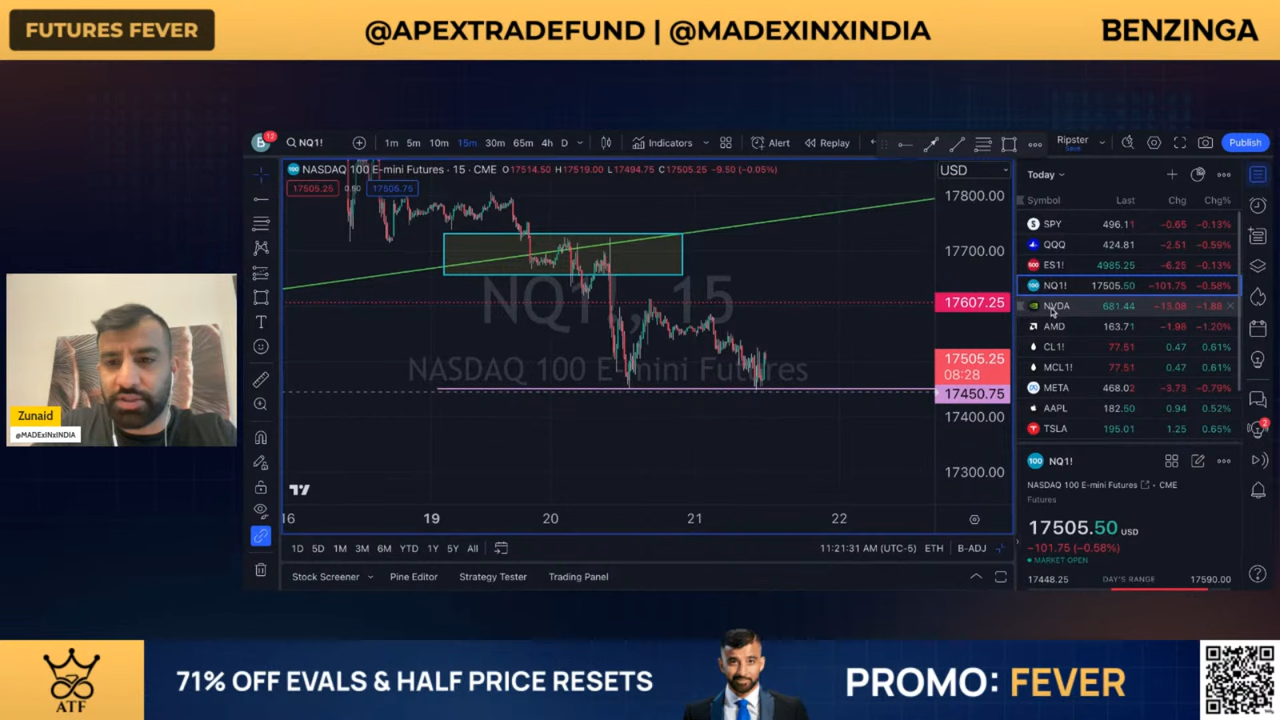 FUTURES FEVER
@APEXTRADEFUND | @MADEXINXINDIA
BENZINGA
B 12 NQ1! 1m 5m 10m 15m 30m 65m 4h D Indicators Alert Replay Ripster Save Publish
NASDAQ 100 E-mini Futures · 15 · CME O17514.50 H17519.00 L17494.75 C17505.25 −9.50 (−0.05%)
17505.25 0.50 17505.75
USD
17800.00
17700.00
17607.25
17505.25
08:28
17450.75
17400.00
17300.00
NQ1!, 15
NASDAQ 100 E-mini Futures
16 19 20 21 22
1D 5D 1M 3M 6M YTD 1Y 5Y All 11:21:31 AM (UTC-5) ETH B-ADJ
Stock Screener Pine Editor Strategy Tester Trading Panel
Today
Symbol Last Chg Chg%
SPY 496.11 −0.65 −0.13%
QQQ 424.81 −2.51 −0.59%
500 ES1! 4985.25 −6.25 −0.13%
100 NQ1! 17505.50 −101.75 −0.58%
NVDA 681.44 −13.08 −1.88
AMD 163.71 −1.98 −1.20%
CL1! 77.51 0.47 0.61%
MCL1! 77.51 0.47 0.61%
META 468.02 −3.73 −0.79%
AAPL 182.50 0.94 0.52%
TSLA 195.01 1.25 0.65%
100 NQ1!
NASDAQ 100 E-mini Futures • CME
Futures
17505.50 USD
−101.75 (−0.58%)
MARKET OPEN
17448.25 DAY'S RANGE 17590.00
2
Zunaid
@MADExINxINDIA
ATF
71% OFF EVALS & HALF PRICE RESETS
PROMO: FEVER